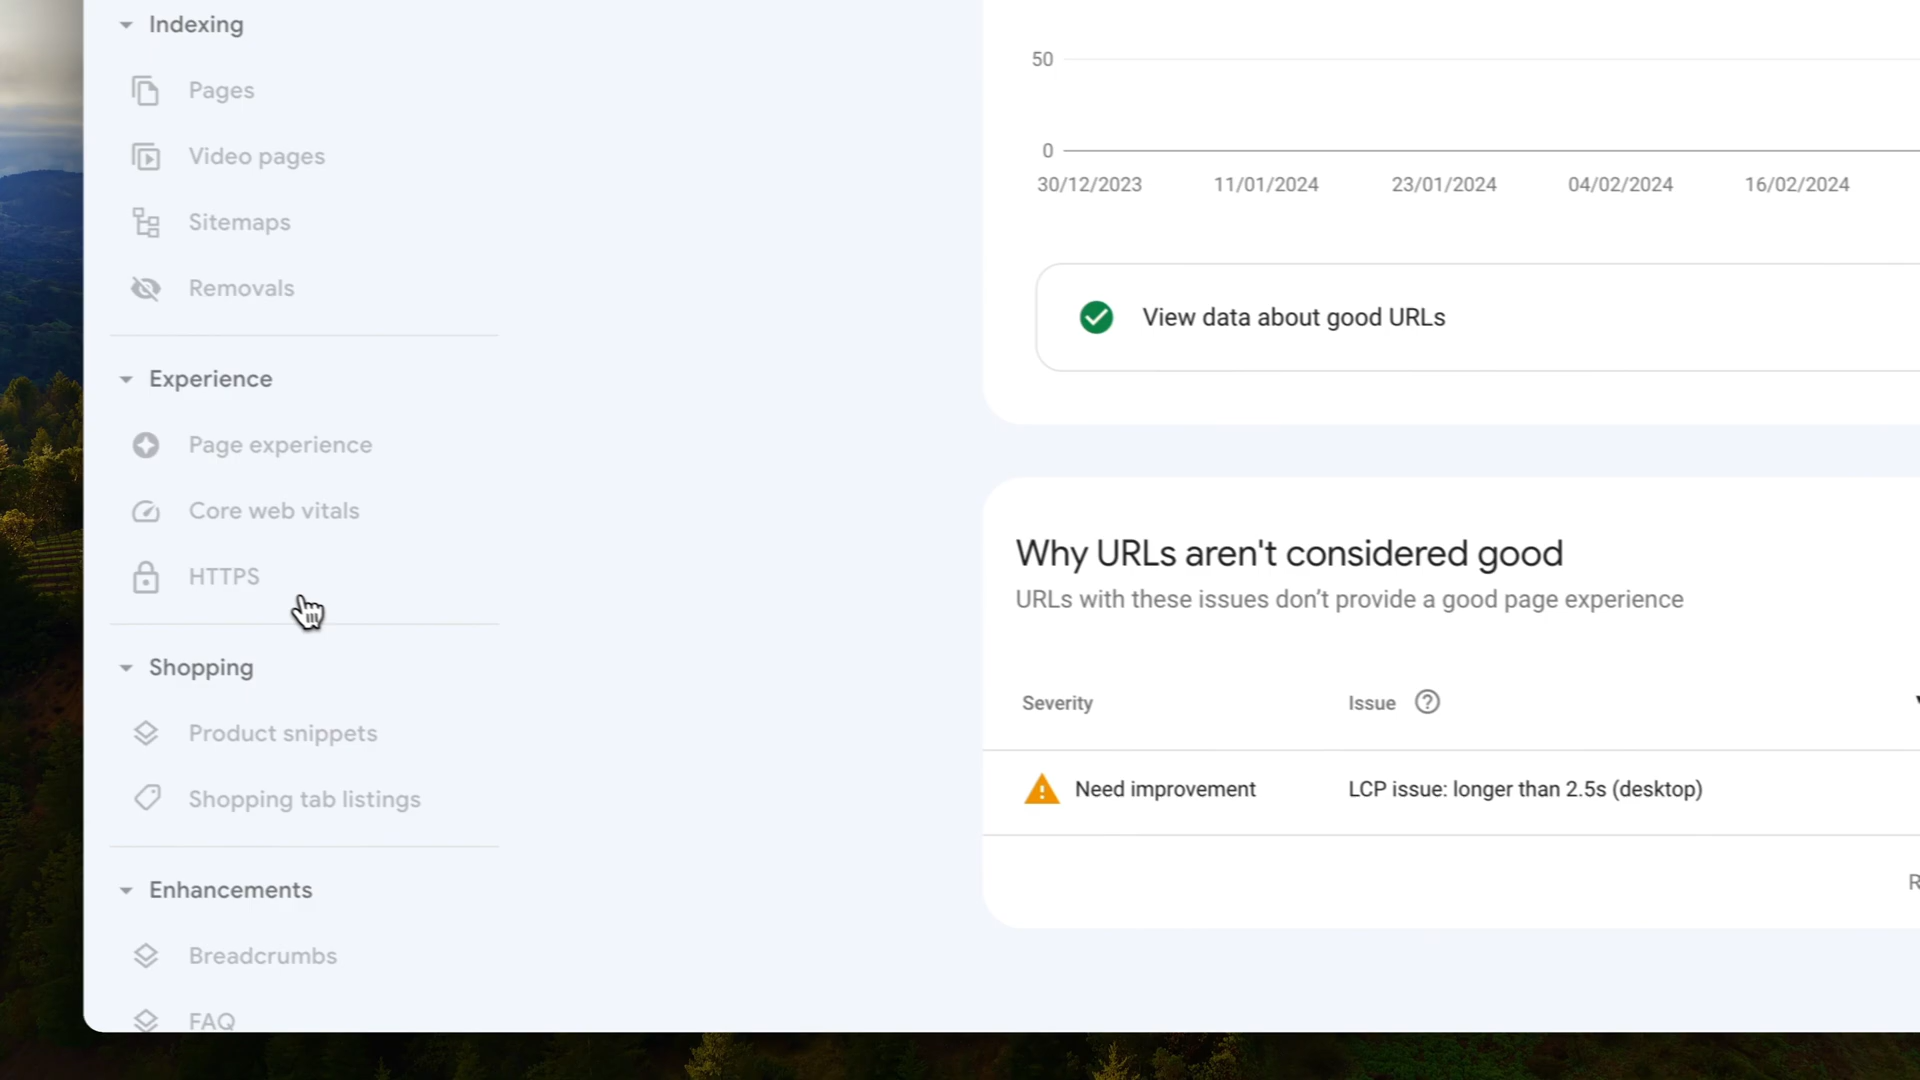 Indexing
Pages
Video pages
Sitemaps
Removals
Experience
Page experience
Core web vitals
HTTPS
Shopping
Product snippets
Shopping tab listings
Enhancements
Breadcrumbs
FAQ
50
0
30/12/2023 11/01/2024 23/01/2024 04/02/2024 16/02/2024
View data about good URLs
Why URLs aren't considered good
URLs with these issues don’t provide a good page experience
Severity Issue
Need improvement LCP issue: longer than 2.5s (desktop)